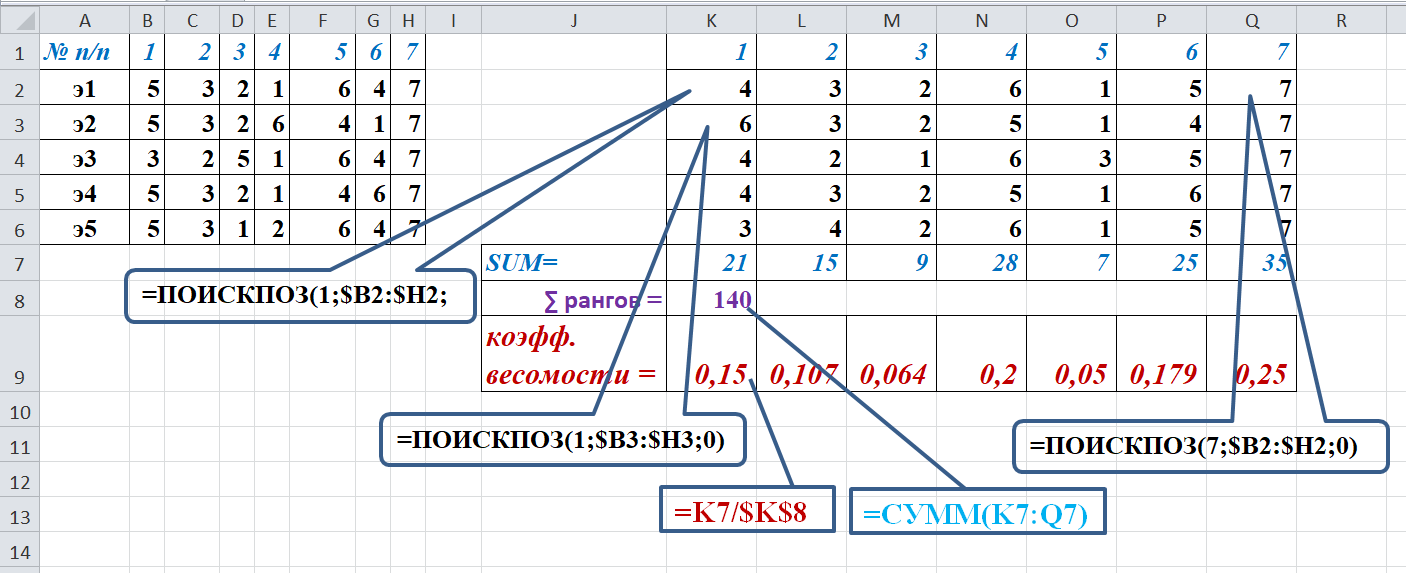 A B C D E F G H I J K L M N O P Q R
1 № п/п 1 2 3 4 5 6 7 1 2 3 4 5 6 7
2 э1 5 3 2 1 6 4 7 4 3 2 6 1 5 7
3 э2 5 3 2 6 4 1 7 6 3 2 5 1 4 7
4 э3 3 2 5 1 6 4 7 4 2 1 6 3 5 7
5 э4 5 3 2 1 4 6 7 4 3 2 5 1 6 7
6 э5 5 3 1 2 6 4 7 3 4 2 6 1 5 7
7 SUM= 21 15 9 28 7 25 35
=ПОИСКПОЗ(1;$B2:$H2;
8 ∑ рангов = 140
коэфф.
9 весомости = 0,15 0,107 0,064 0,2 0,05 0,179 0,25
10
11 =ПОИСКПОЗ(1;$B3:$H3;0) =ПОИСКПОЗ(7;$B2:$H2;0)
12
13 =K7/$K$8 =СУММ(K7:Q7)
14